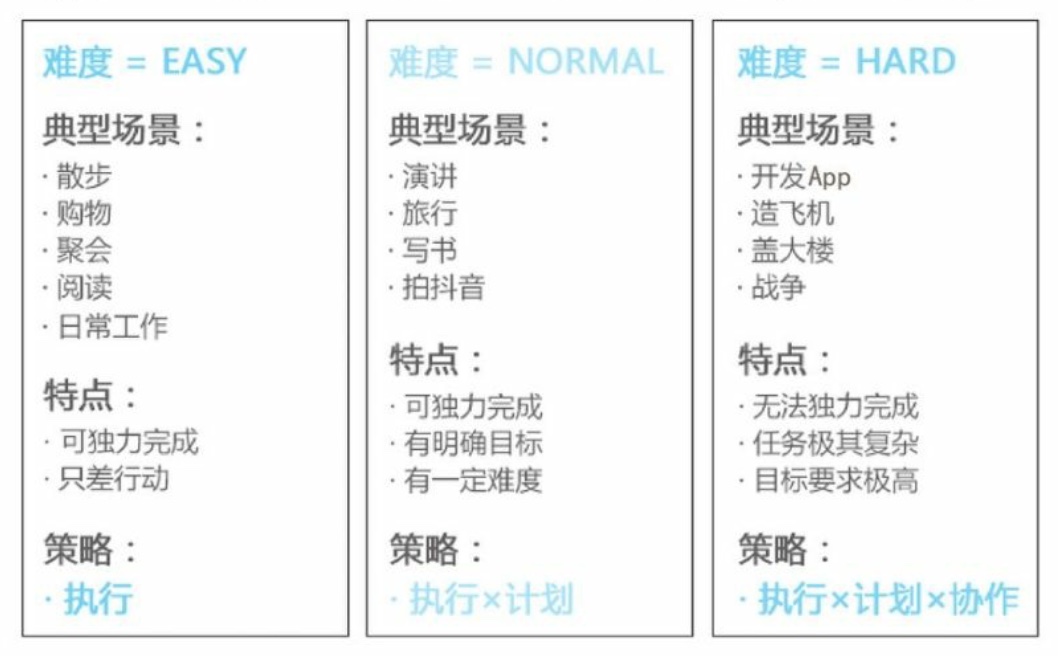 难度 = EASY
典型场景：
· 散步
· 购物
· 聚会
· 阅读
· 日常工作
特点：
· 可独力完成
· 只差行动
策略：
· 执行
难度 = NORMAL
典型场景：
· 演讲
· 旅行
· 写书
· 拍抖音
特点：
· 可独力完成
· 有明确目标
· 有一定难度
策略：
· 执行×计划
难度 = HARD
典型场景：
· 开发App
· 造飞机
· 盖大楼
· 战争
特点：
· 无法独力完成
· 任务极其复杂
· 目标要求极高
策略：
· 执行×计划×协作